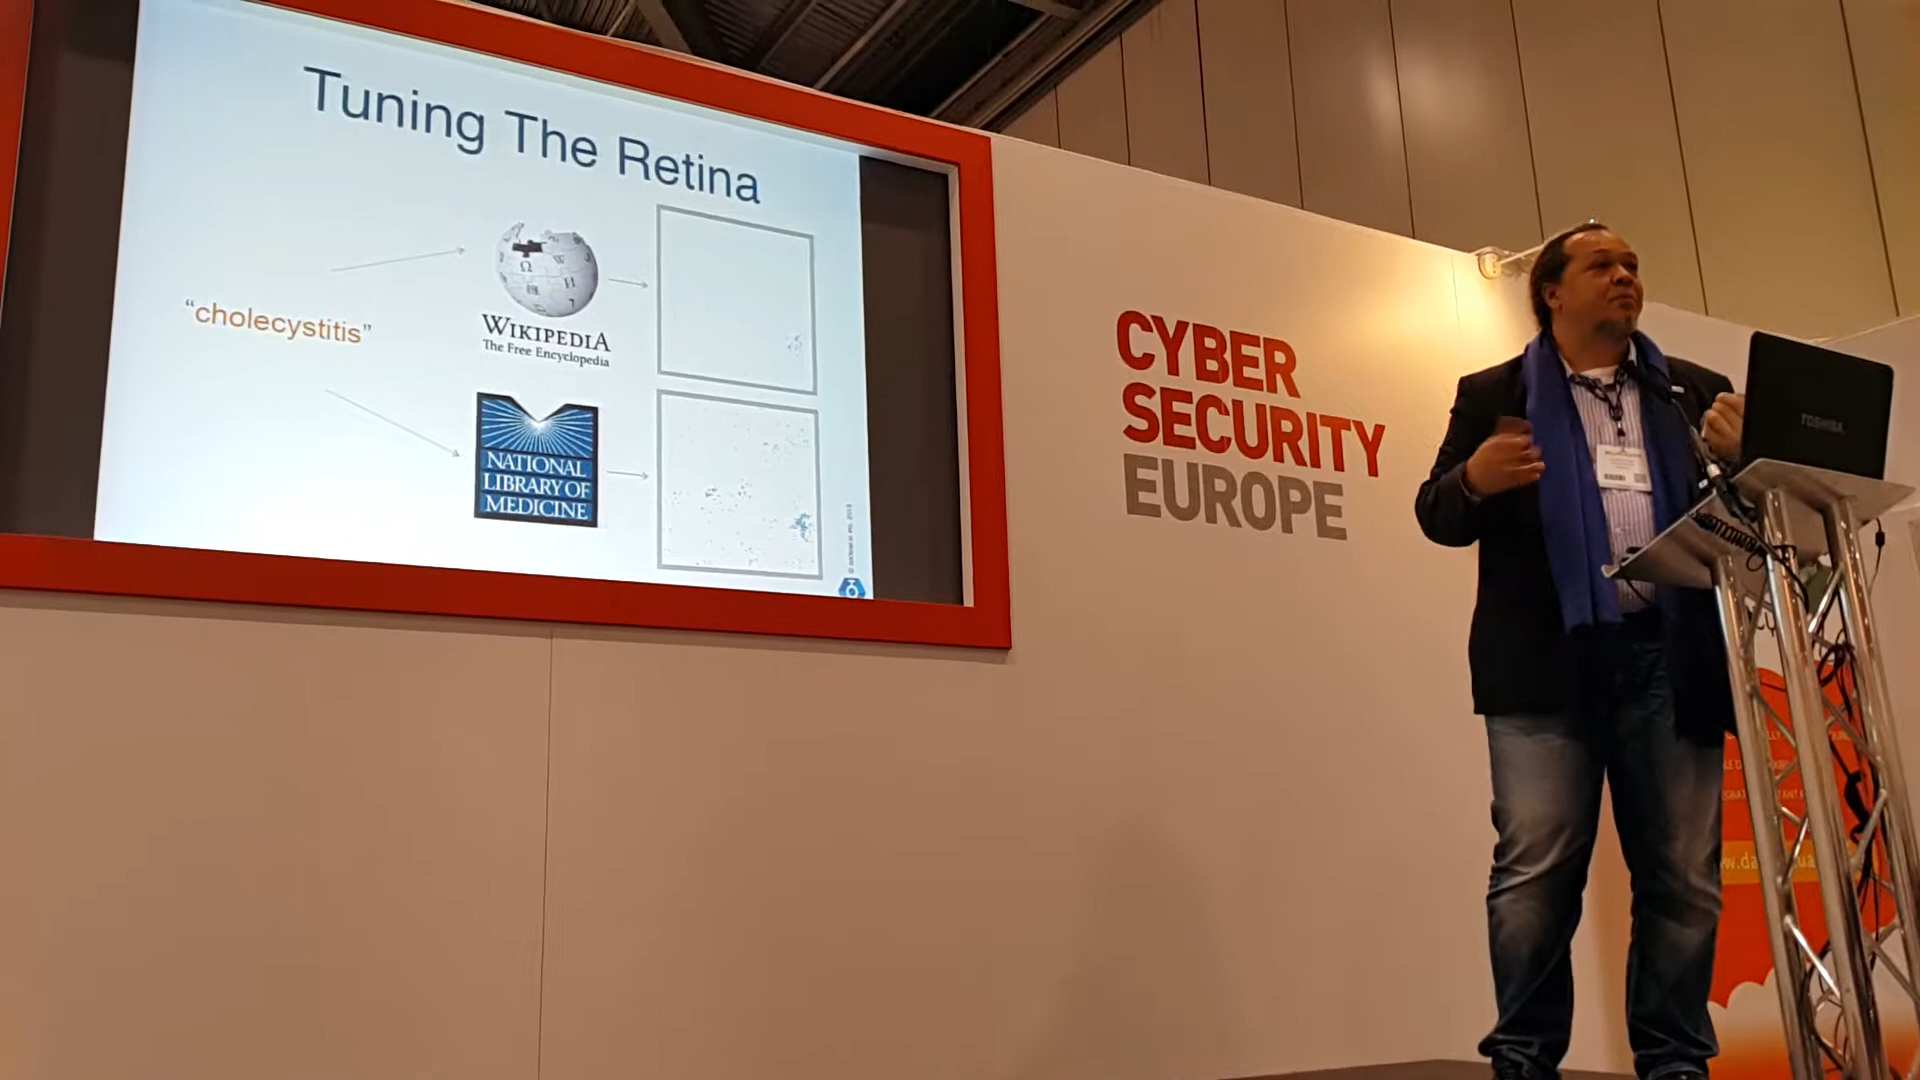 Tuning The Retina
“cholecystitis”
WIKIPEDIA
The Free Encyclopedia
NATIONAL
LIBRARY OF
MEDICINE
CYBER
SECURITY
EUROPE
TOSHIBA